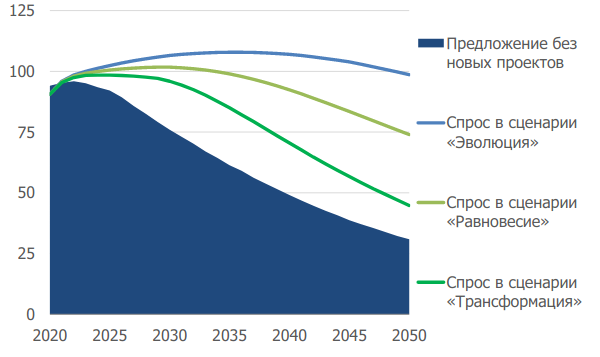 125
100
75
50
25
0
2020 2025 2030 2035 2040 2045 2050
Предложение без
новых проектов
Спрос в сценарии
«Эволюция»
Спрос в сценарии
«Равновесие»
Спрос в сценарии
«Трансформация»